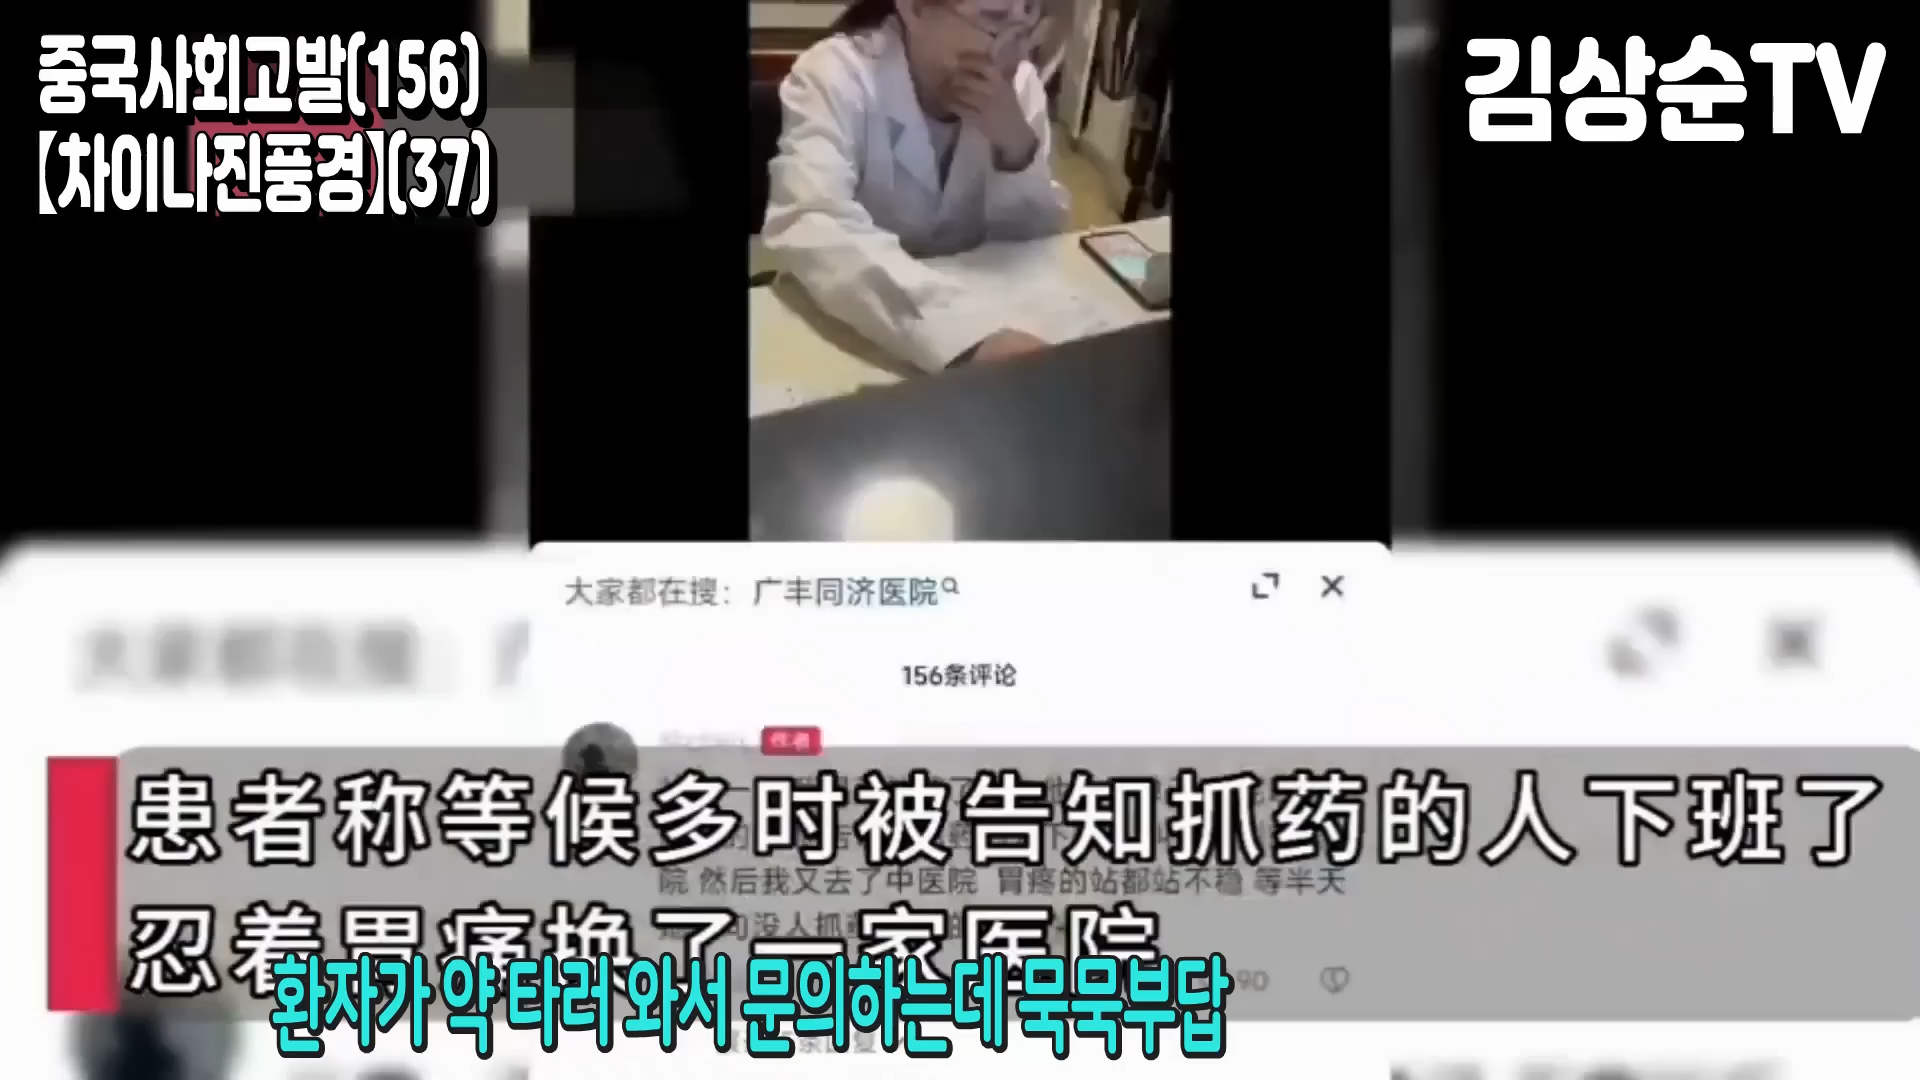 중국사회고발(156)
【차이나진풍경】(37)
김상순TV
大家都在搜：广丰同济医院
156条评论
作者
患者称等候多时被告知抓药的人下班了
院 然后我又去了中医院 胃疼的站都站不稳 等半天
忍着胃痛换了一家医院
환자가 약 타러 와서 문의하는데 묵묵부답